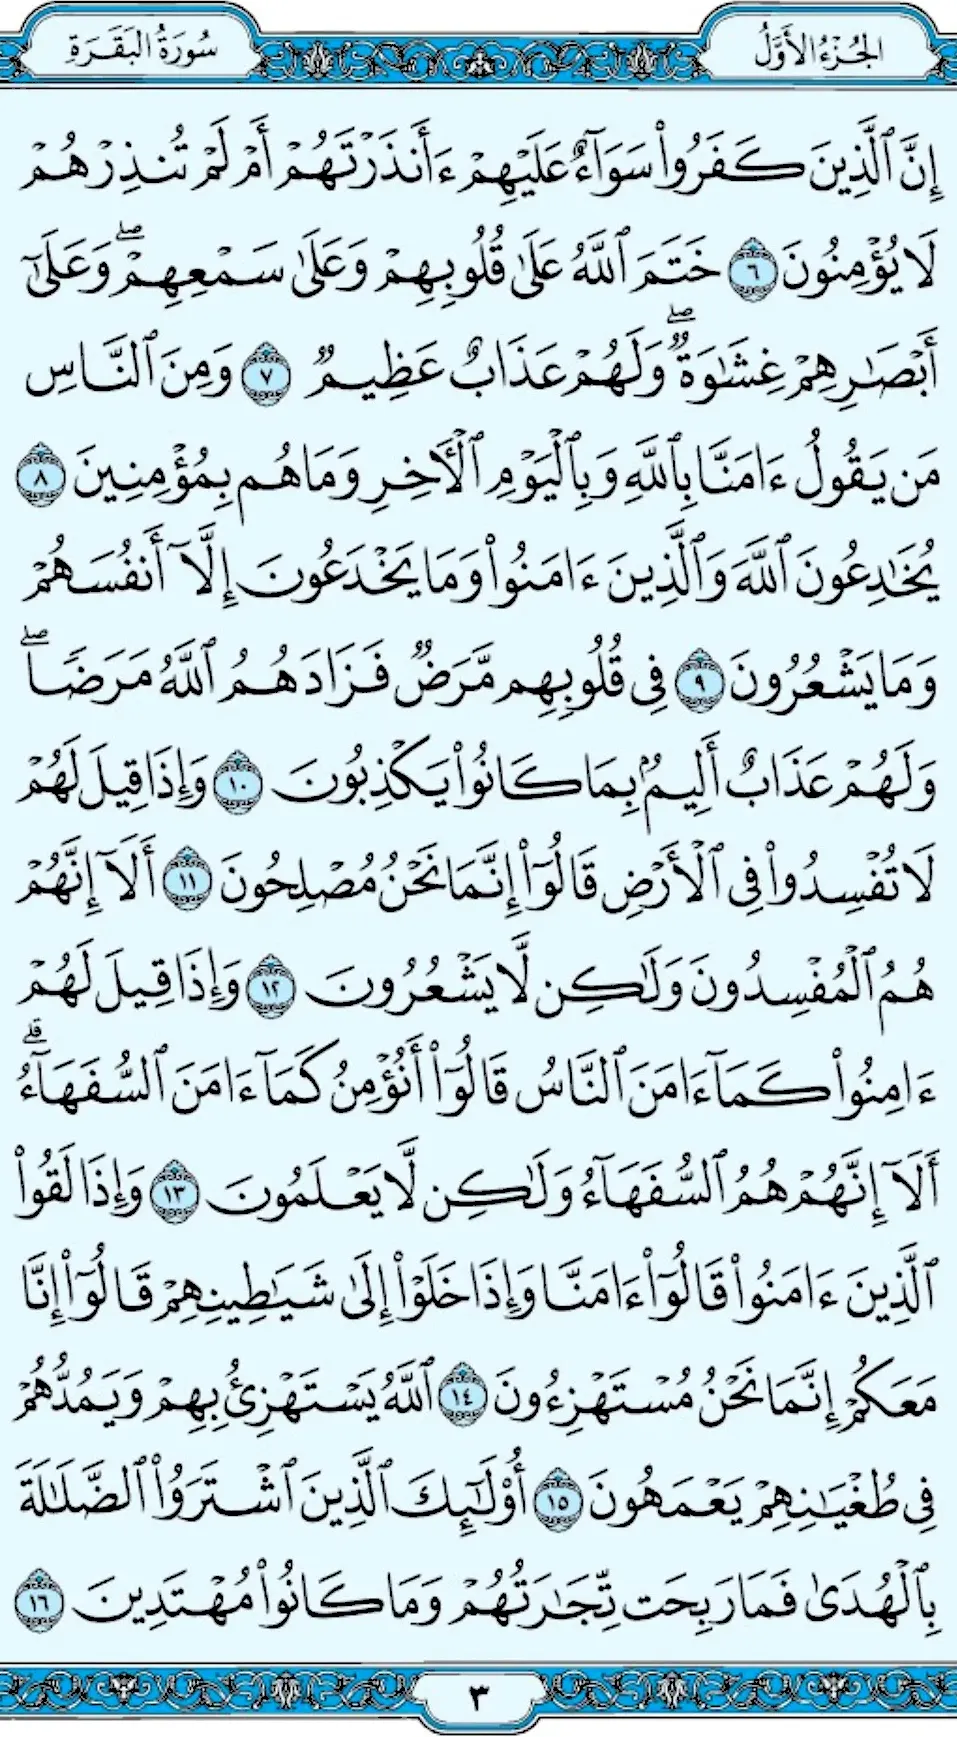 الجُزْءُ الأَوَّلُ
سُورَةُ البَقَرَةِ
إِنَّ ٱلَّذِينَ كَفَرُوا۟ سَوَآءٌ عَلَيْهِمْ ءَأَنذَرْتَهُمْ أَمْ لَمْ تُنذِرْهُمْ
لَا يُؤْمِنُونَ ٦ خَتَمَ ٱللَّهُ عَلَىٰ قُلُوبِهِمْ وَعَلَىٰ سَمْعِهِمْ ۖ وَعَلَىٰٓ
أَبْصَـٰرِهِمْ غِشَـٰوَةٌ ۖ وَلَهُمْ عَذَابٌ عَظِيمٌ ٧ وَمِنَ ٱلنَّاسِ
مَن يَقُولُ ءَامَنَّا بِٱللَّهِ وَبِٱلْيَوْمِ ٱلْـَٔاخِرِ وَمَا هُم بِمُؤْمِنِينَ ٨
يُخَـٰدِعُونَ ٱللَّهَ وَٱلَّذِينَ ءَامَنُوا۟ وَمَا يَخْدَعُونَ إِلَّآ أَنفُسَهُمْ
وَمَا يَشْعُرُونَ ٩ فِى قُلُوبِهِم مَّرَضٌ فَزَادَهُمُ ٱللَّهُ مَرَضًا ۖ
وَلَهُمْ عَذَابٌ أَلِيمٌۢ بِمَا كَانُوا۟ يَكْذِبُونَ ١٠ وَإِذَا قِيلَ لَهُمْ
لَا تُفْسِدُوا۟ فِى ٱلْأَرْضِ قَالُوٓا۟ إِنَّمَا نَحْنُ مُصْلِحُونَ ١١ أَلَآ إِنَّهُمْ
هُمُ ٱلْمُفْسِدُونَ وَلَـٰكِن لَّا يَشْعُرُونَ ١٢ وَإِذَا قِيلَ لَهُمْ
ءَامِنُوا۟ كَمَآ ءَامَنَ ٱلنَّاسُ قَالُوٓا۟ أَنُؤْمِنُ كَمَآ ءَامَنَ ٱلسُّفَهَآءُ ۗ
أَلَآ إِنَّهُمْ هُمُ ٱلسُّفَهَآءُ وَلَـٰكِن لَّا يَعْلَمُونَ ١٣ وَإِذَا لَقُوا۟
ٱلَّذِينَ ءَامَنُوا۟ قَالُوٓا۟ ءَامَنَّا وَإِذَا خَلَوْا۟ إِلَىٰ شَيَـٰطِينِهِمْ قَالُوٓا۟ إِنَّا
مَعَكُمْ إِنَّمَا نَحْنُ مُسْتَهْزِءُونَ ١٤ ٱللَّهُ يَسْتَهْزِئُ بِهِمْ وَيَمُدُّهُمْ
فِى طُغْيَـٰنِهِمْ يَعْمَهُونَ ١٥ أُو۟لَـٰٓئِكَ ٱلَّذِينَ ٱشْتَرَوُا۟ ٱلضَّلَـٰلَةَ
بِٱلْهُدَىٰ فَمَا رَبِحَت تِّجَـٰرَتُهُمْ وَمَا كَانُوا۟ مُهْتَدِينَ ١٦
٣